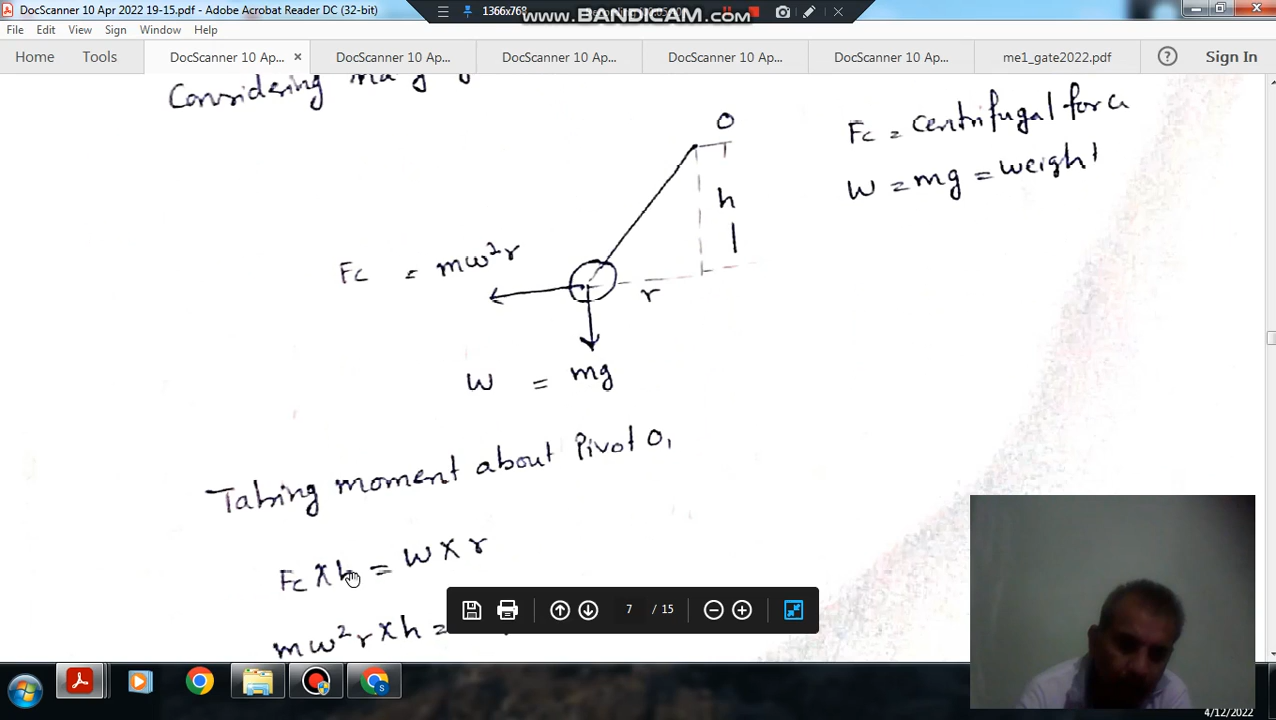 DocScanner 10 Apr 2022 19-15.pdf - Adobe Acrobat Reader DC (32-bit)
1366x768
www.BANDICAM.com
File Edit View Sign Window Help
Home Tools DocScanner 10 Ap... × DocScanner 10 Ap... DocScanner 10 Ap... DocScanner 10 Ap... DocScanner 10 Ap... me1_gate2022.pdf Sign In
Considering
O
Fc = centrifugal force
h
W = mg = weight
Fc = mω²r
r
W = mg
Taking moment about Pivot O,
Fc × h = W × r
mω²r × h =
7 / 15
4/12/2022